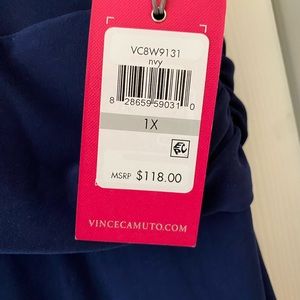 VC8W9131
nvy
8 28659 59031 0
1X
MSRP $118.00
VINCECAMUTO.COM